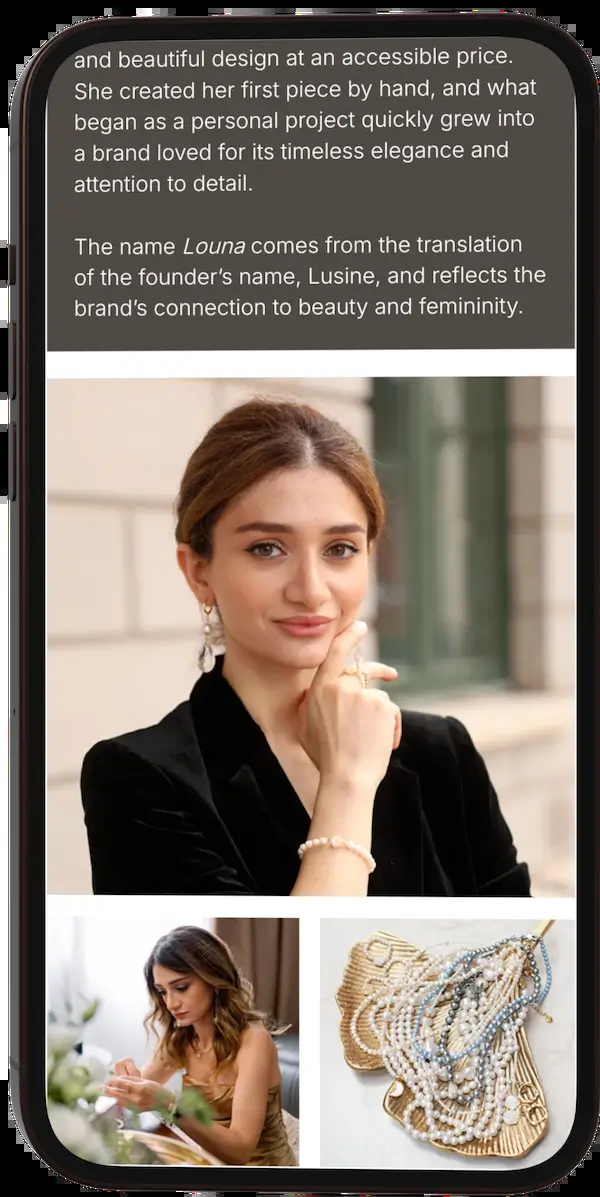 and beautiful design at an accessible price.
She created her first piece by hand, and what
began as a personal project quickly grew into
a brand loved for its timeless elegance and
attention to detail.
The name Louna comes from the translation
of the founder’s name, Lusine, and reflects the
brand’s connection to beauty and femininity.